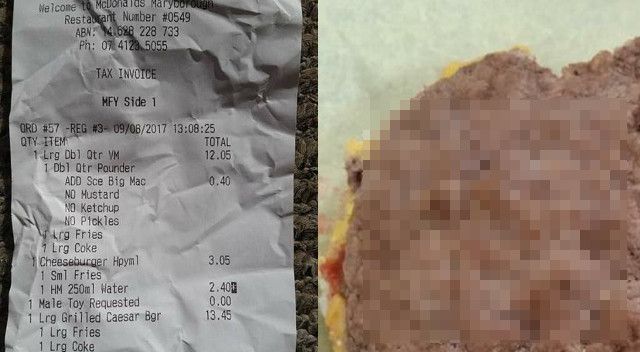 Welcome to McDonalds Maryborough
Restaurant Number #0549
ABN: 14 628 228 733
Ph: 07 4123 5055
TAX INVOICE
MFY Side 1
ORD #57 -REG #3- 09/08/2017 13:08:25
QTY ITEM TOTAL
1 Lrg Dbl Qtr VM 12.05
1 Dbl Qtr Pounder
ADD Sce Big Mac 0.40
NO Mustard
NO Ketchup
NO Pickles
1 Lrg Fries
1 Lrg Coke
1 Cheeseburger Hpyml 3.05
1 Sml Fries
1 HM 250ml Water 2.40
1 Male Toy Requested 0.00
1 Lrg Grilled Caesar Bgr 13.45
1 Lrg Fries
1 Lrg Coke